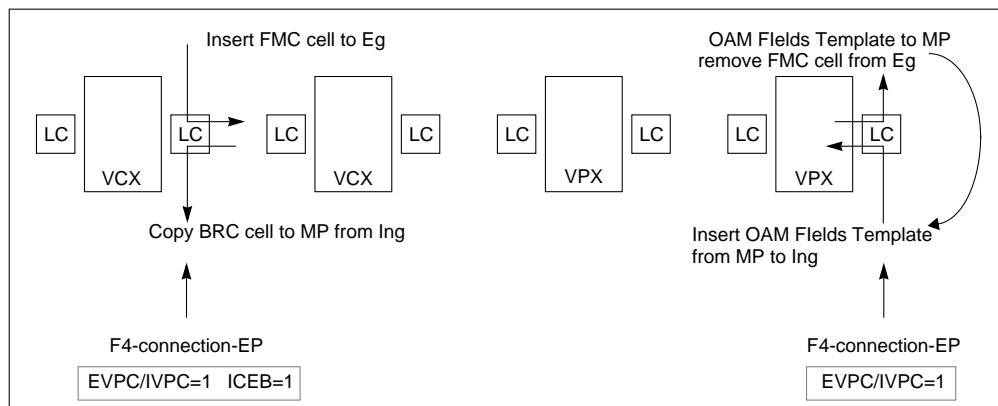 Insert FMC cell to Eg
OAM FIelds Template to MP
remove FMC cell from Eg
LC
LC
LC
LC
LC
LC
LC
LC
VCX
VCX
VPX
VPX
Copy BRC cell to MP from Ing
Insert OAM FIelds Template
from MP to Ing
F4-connection-EP
F4-connection-EP
EVPC/IVPC=1 ICEB=1
EVPC/IVPC=1